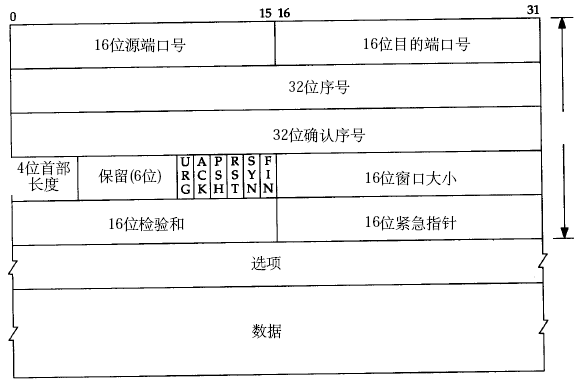 0 15 16 31
16位源端口号 16位目的端口号
32位序号
32位确认序号
4位首部
长度
保留(6位)
URG
ACK
PSH
RST
SYN
FIN
16位窗口大小
16位检验和 16位紧急指针
选项
数据